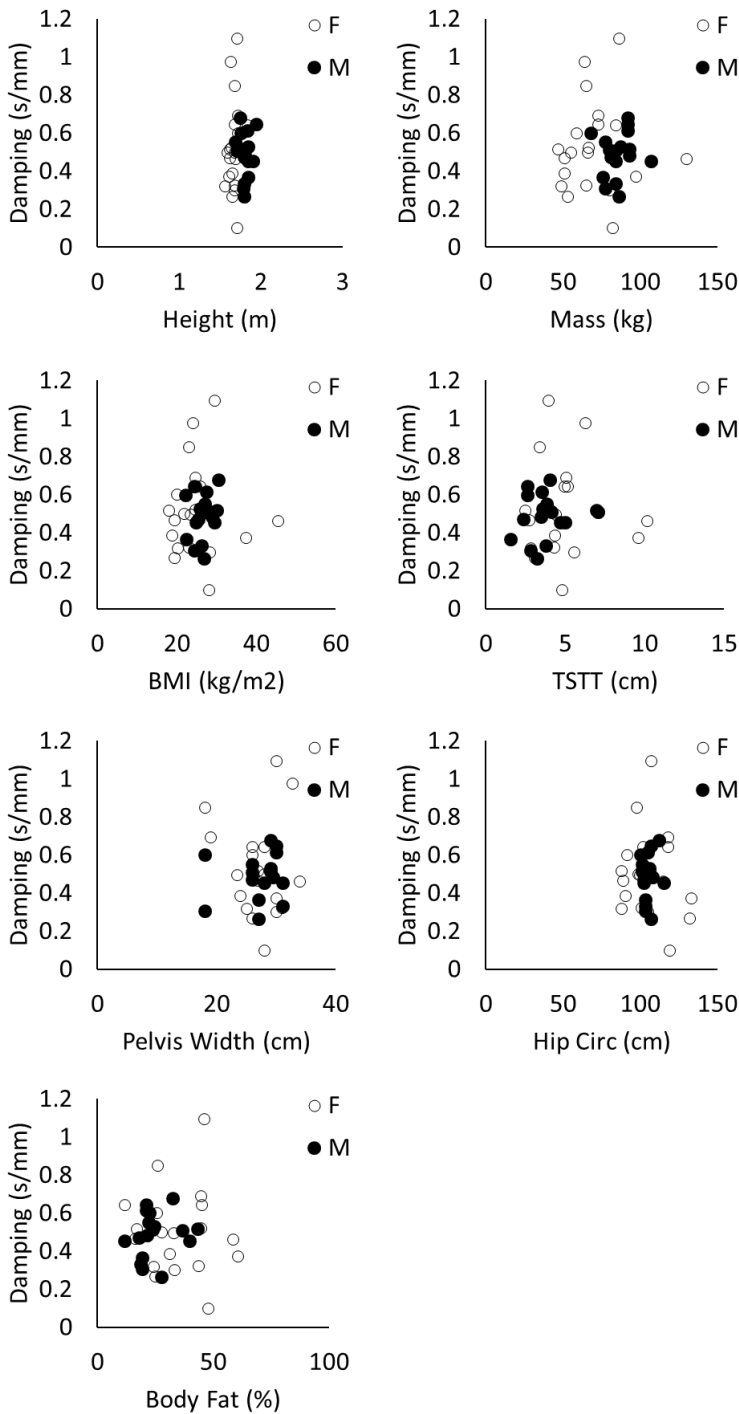 1.2
1
0.8
0.6
0.4
0.2
0
Damping (s/mm)
F
M
0 1 2 3
Height (m)
1.2
1
0.8
0.6
0.4
0.2
0
Damping (s/mm)
F
M
0 50 100 150
Mass (kg)
1.2
1
0.8
0.6
0.4
0.2
0
Damping (s/mm)
F
M
0 20 40 60
BMI (kg/m2)
1.2
1
0.8
0.6
0.4
0.2
0
Damping (s/mm)
F
M
0 5 10 15
TSTT (cm)
1.2
1
0.8
0.6
0.4
0.2
0
Damping (s/mm)
F
M
0 20 40
Pelvis Width (cm)
1.2
1
0.8
0.6
0.4
0.2
0
Damping (s/mm)
F
M
0 50 100 150
Hip Circ (cm)
1.2
1
0.8
0.6
0.4
0.2
0
Damping (s/mm)
F
M
0 50 100
Body Fat (%)